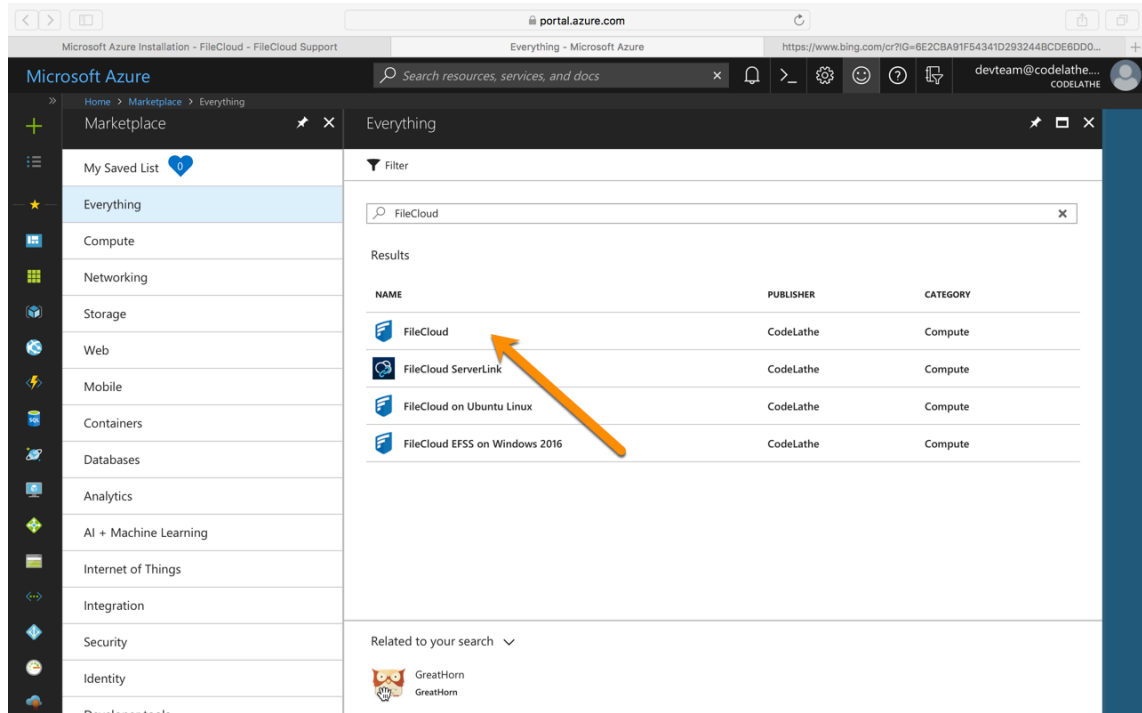 portal.azure.com
Microsoft Azure Installation - FileCloud - FileCloud Support
Everything - Microsoft Azure
https://www.bing.com/cr?IG=6E2CBA91F54341D293244BCDE6DD0...
Microsoft Azure
Search resources, services, and docs
devteam@codelathe....
CODELATHE
Home > Marketplace > Everything
Marketplace
Everything
My Saved List 0
Everything
Compute
Networking
Storage
Web
Mobile
Containers
Databases
Analytics
AI + Machine Learning
Internet of Things
Integration
Security
Identity
Filter
FileCloud
Results
NAME PUBLISHER CATEGORY
FileCloud CodeLathe Compute
FileCloud ServerLink CodeLathe Compute
FileCloud on Ubuntu Linux CodeLathe Compute
FileCloud EFSS on Windows 2016 CodeLathe Compute
Related to your search
GreatHorn
GreatHorn
SQL